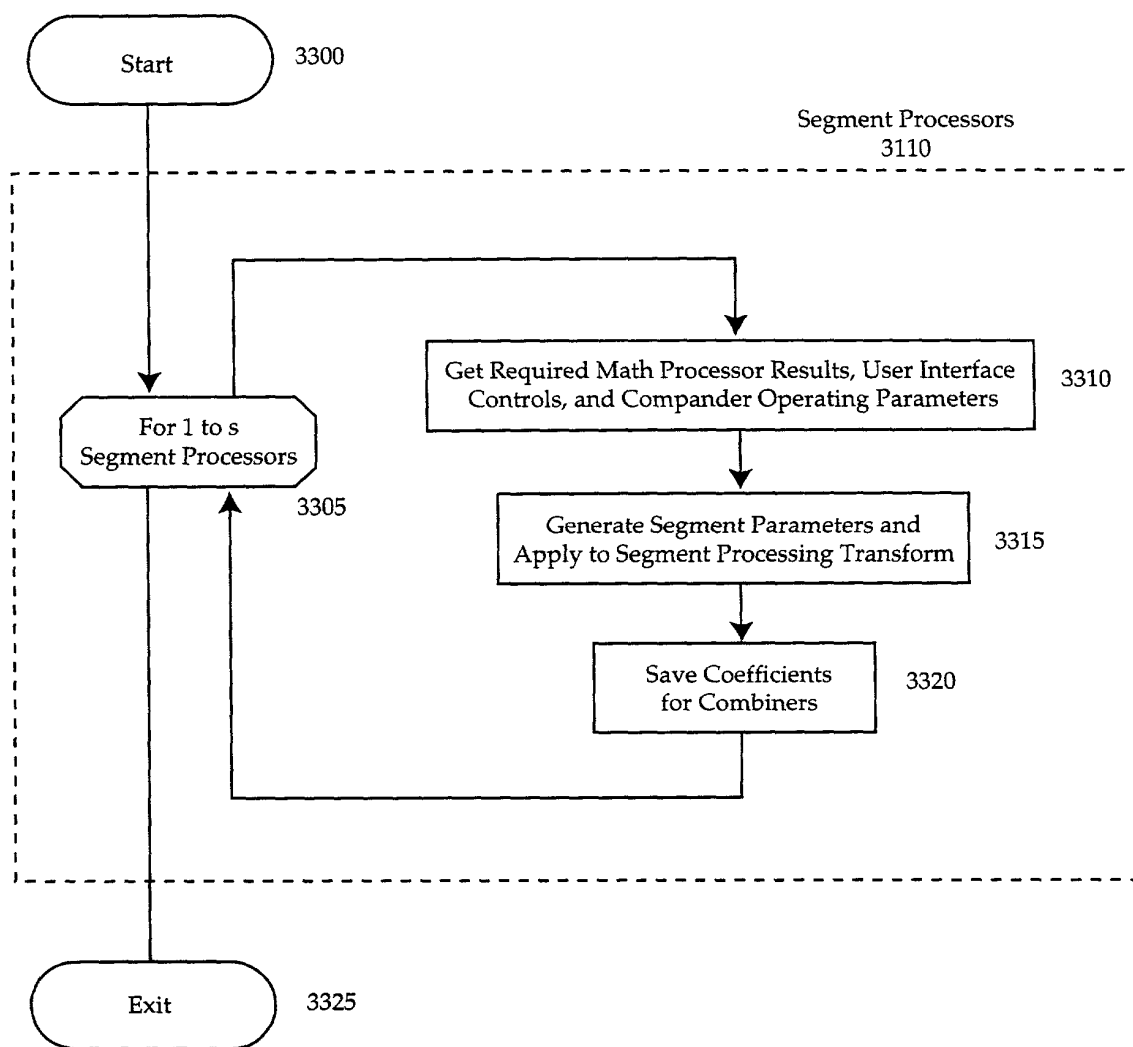 Start
3300
Segment Processors
3110
Get Required Math Processor Results, User Interface
Controls, and Compander Operating Parameters
3310
For 1 to s
Segment Processors
3305
Generate Segment Parameters and
Apply to Segment Processing Transform
3315
Save Coefficients
for Combiners
3320
Exit
3325